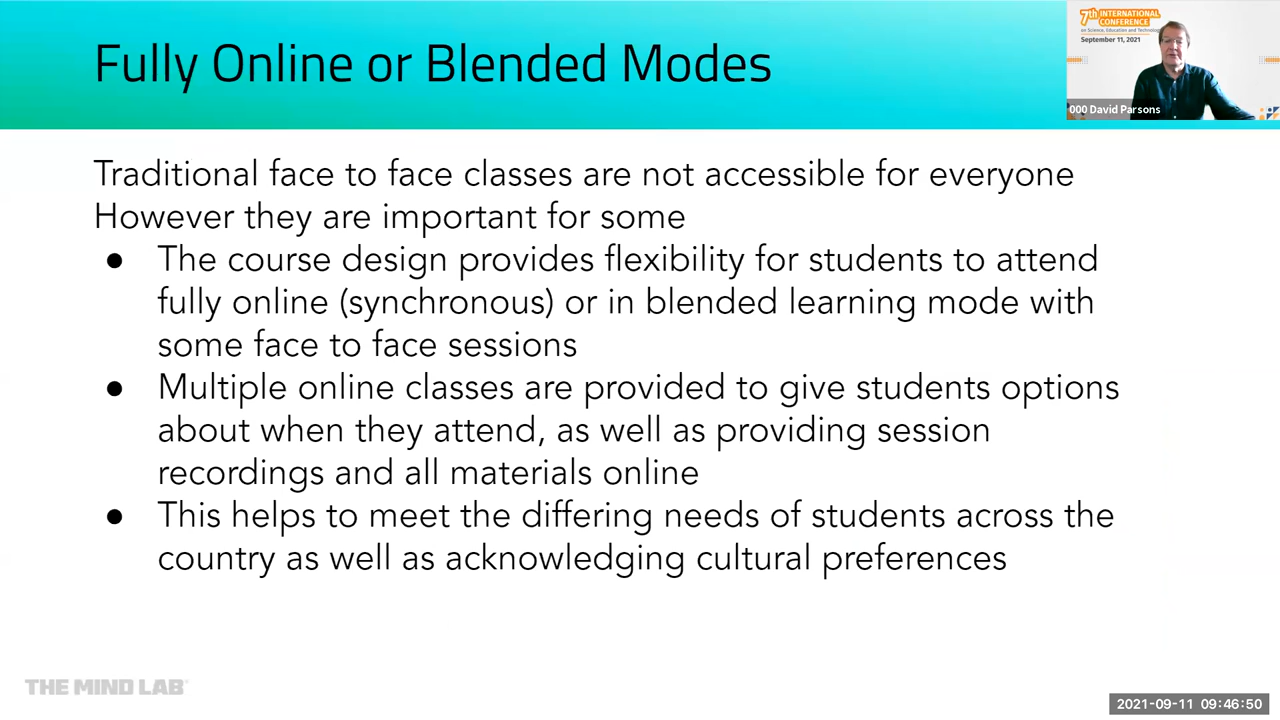 Fully Online or Blended Modes
7th INTERNATIONAL
CONFERENCE
on Science, Education and Technology
September 11, 2021
000 David Parsons
Traditional face to face classes are not accessible for everyone
However they are important for some
● The course design provides flexibility for students to attend
fully online (synchronous) or in blended learning mode with
some face to face sessions
● Multiple online classes are provided to give students options
about when they attend, as well as providing session
recordings and all materials online
● This helps to meet the differing needs of students across the
country as well as acknowledging cultural preferences
THE MIND LAB
2021-09-11 09:46:50